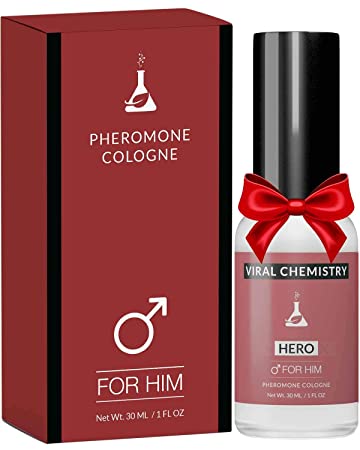 PHEROMONE
COLOGNE
FOR HIM
Net Wt. 30 ML / 1 FL OZ
VIRAL CHEMISTRY
HERO
♂ FOR HIM
PHEROMONE COLOGNE
Net Wt. 30 ML / 1 FL OZ